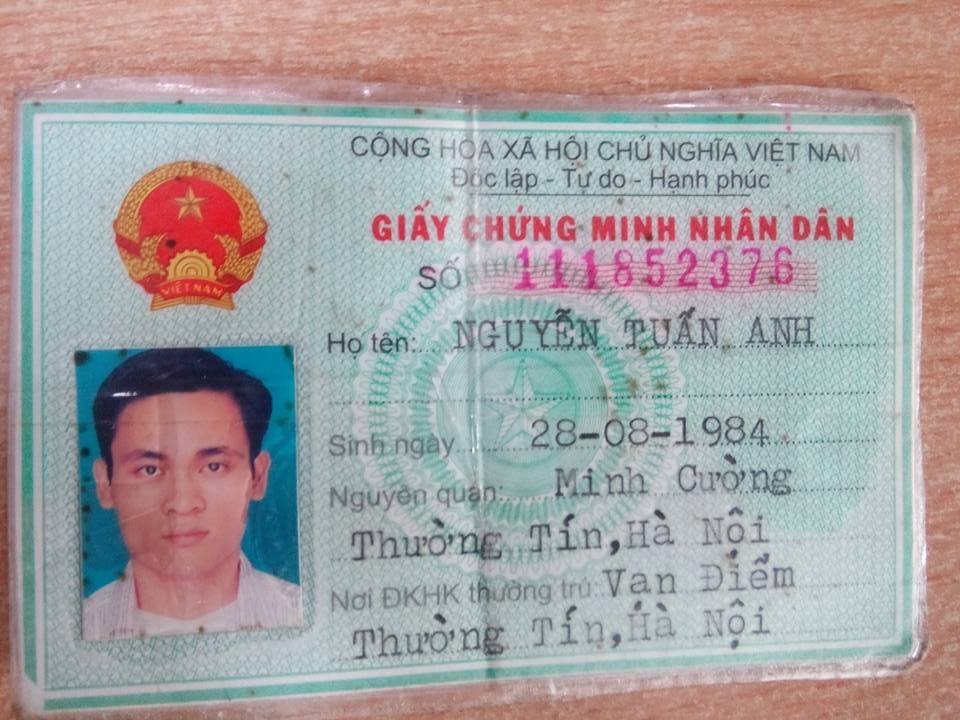 CỘNG HÒA XÃ HỘI CHỦ NGHĨA VIỆT NAM
Độc lập - Tự do - Hạnh phúc
GIẤY CHỨNG MINH NHÂN DÂN
SỐ 111852376
Họ tên: NGUYỄN TUẤN ANH
Sinh ngày 28-08-1984
Nguyên quán: Minh Cường
Thường Tín, Hà Nội
Nơi ĐKHK thường trú: Vạn Điểm
Thường Tín, Hà Nội
VIỆT NAM